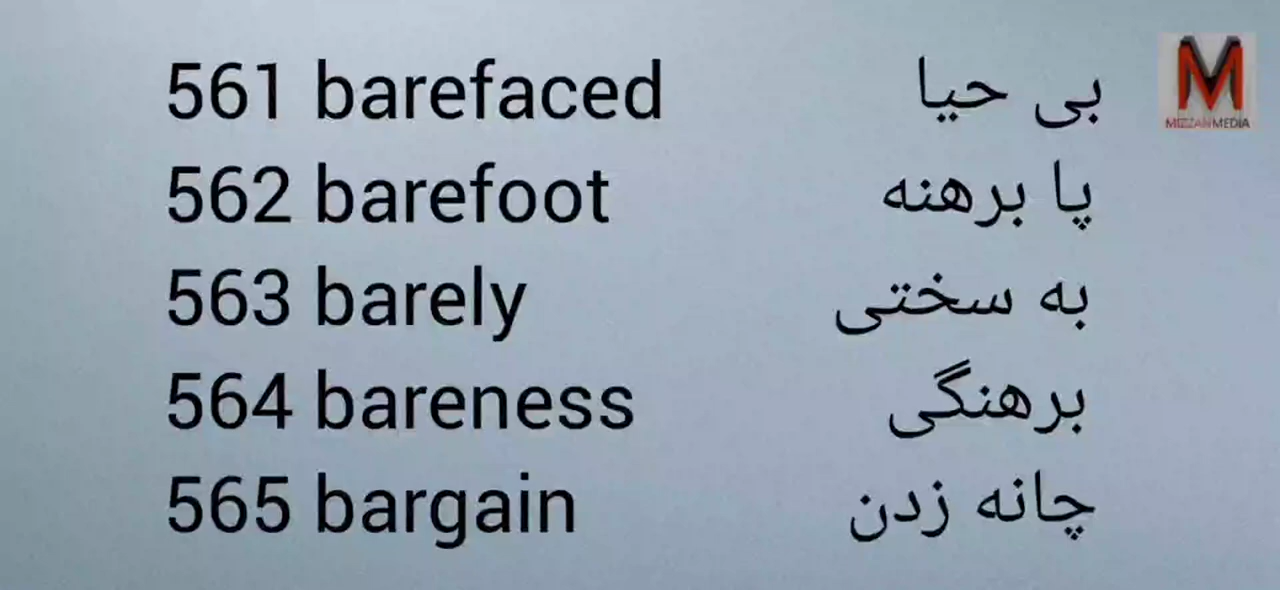 561 barefaced بی حیا
562 barefoot پا برهنه
563 barely به سختی
564 bareness برهنگی
565 bargain چانه زدن
M
MIZZAN MEDIA